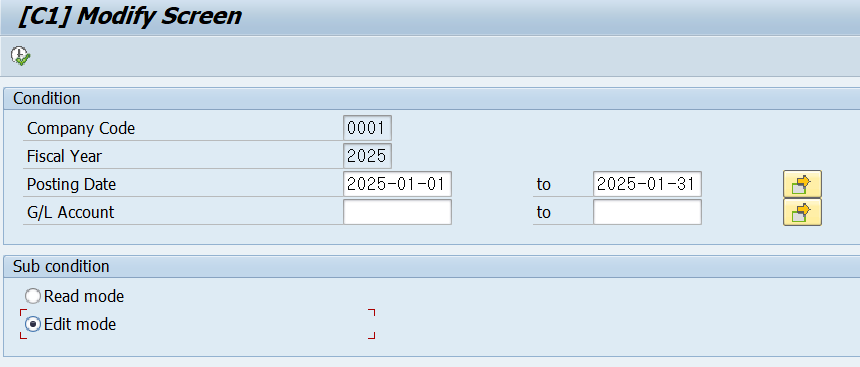 [C1] Modify Screen
Condition
Company Code 0001
Fiscal Year 2025
Posting Date 2025-01-01 to 2025-01-31
G/L Account to
Sub condition
Read mode
Edit mode